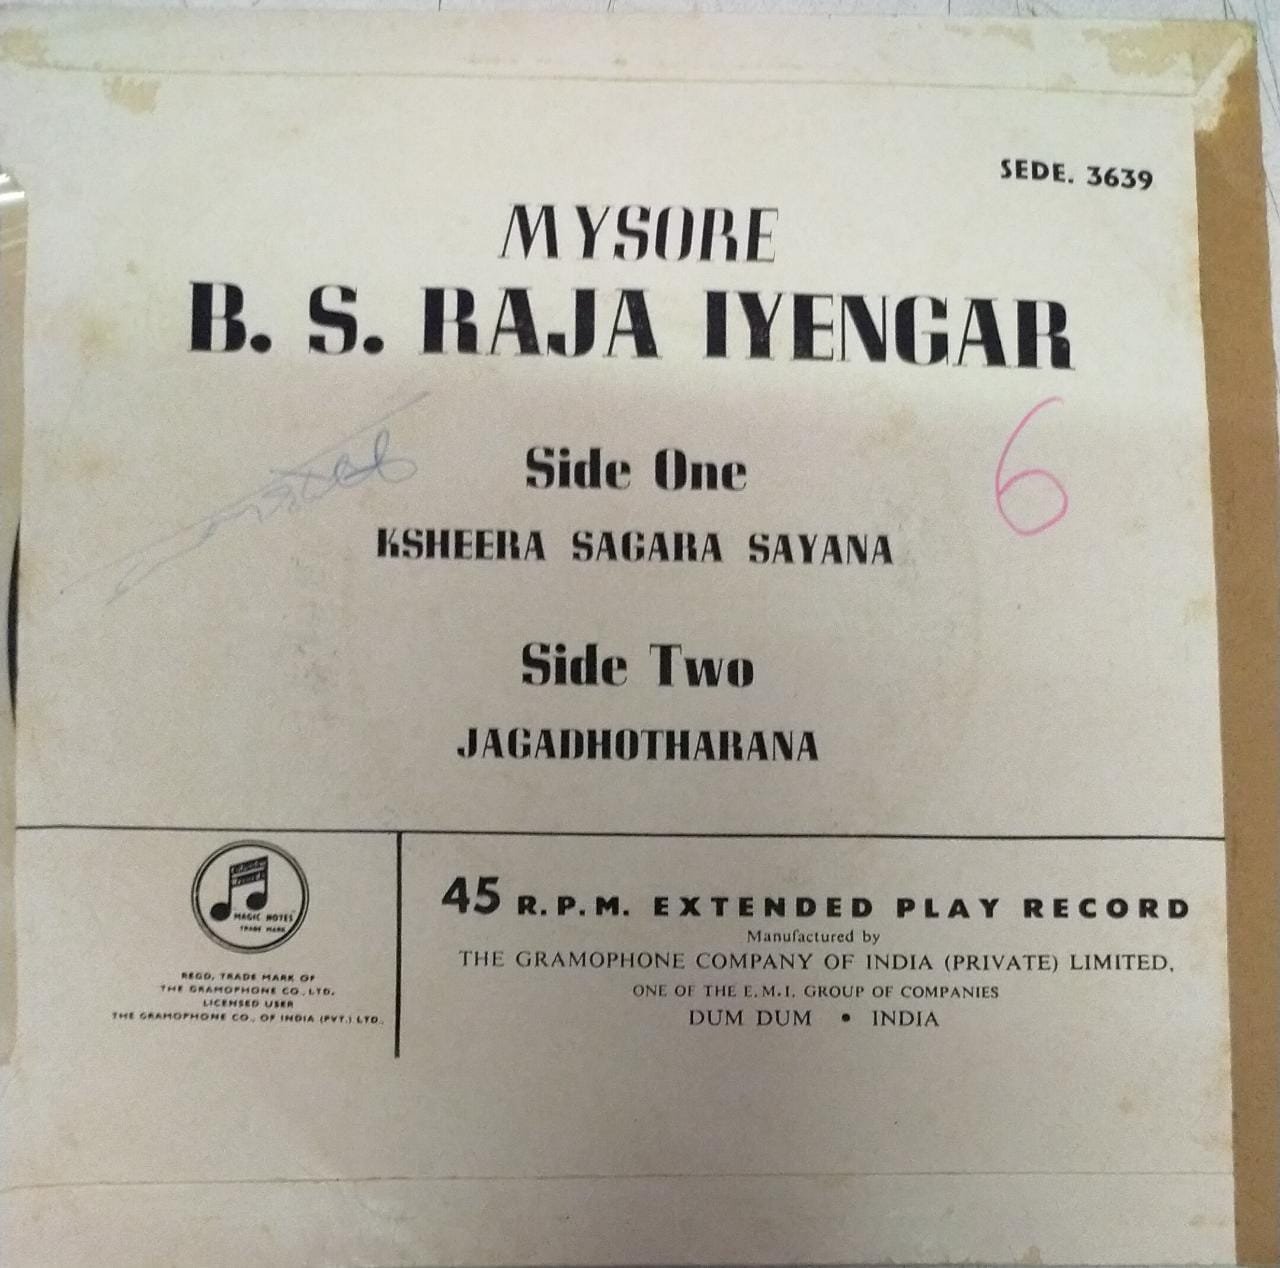 SEDE. 3639
MYSORE
B. S. RAJA IYENGAR
6
Side One
KSHEERA SAGARA SAYANA
Side Two
JAGADHOTHARANA
Columbia Records
MAGIC NOTES
TRADE MARK
REGD. TRADE MARK OF
THE GRAMOPHONE CO., LTD.
LICENSED USER
THE GRAMOPHONE CO., OF INDIA (PVT.) LTD.,
45 R.P.M. EXTENDED PLAY RECORD
Manufactured by
THE GRAMOPHONE COMPANY OF INDIA (PRIVATE) LIMITED,
ONE OF THE E.M.I. GROUP OF COMPANIES
DUM DUM • INDIA